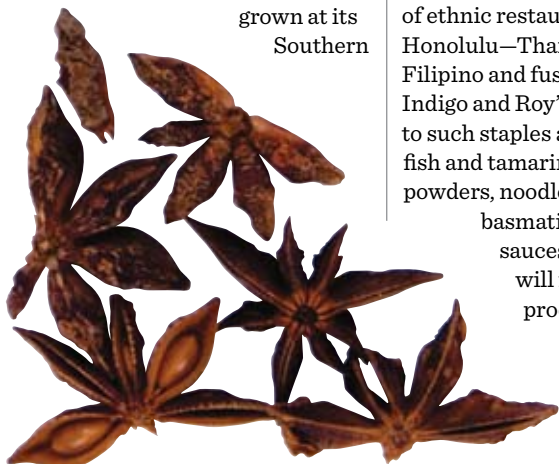 grown at its
Southern
of ethnic restau
Honolulu—Thai
Filipino and fus
Indigo and Roy’
to such staples a
fish and tamarin
powders, noodle
basmati
sauces
will
pro